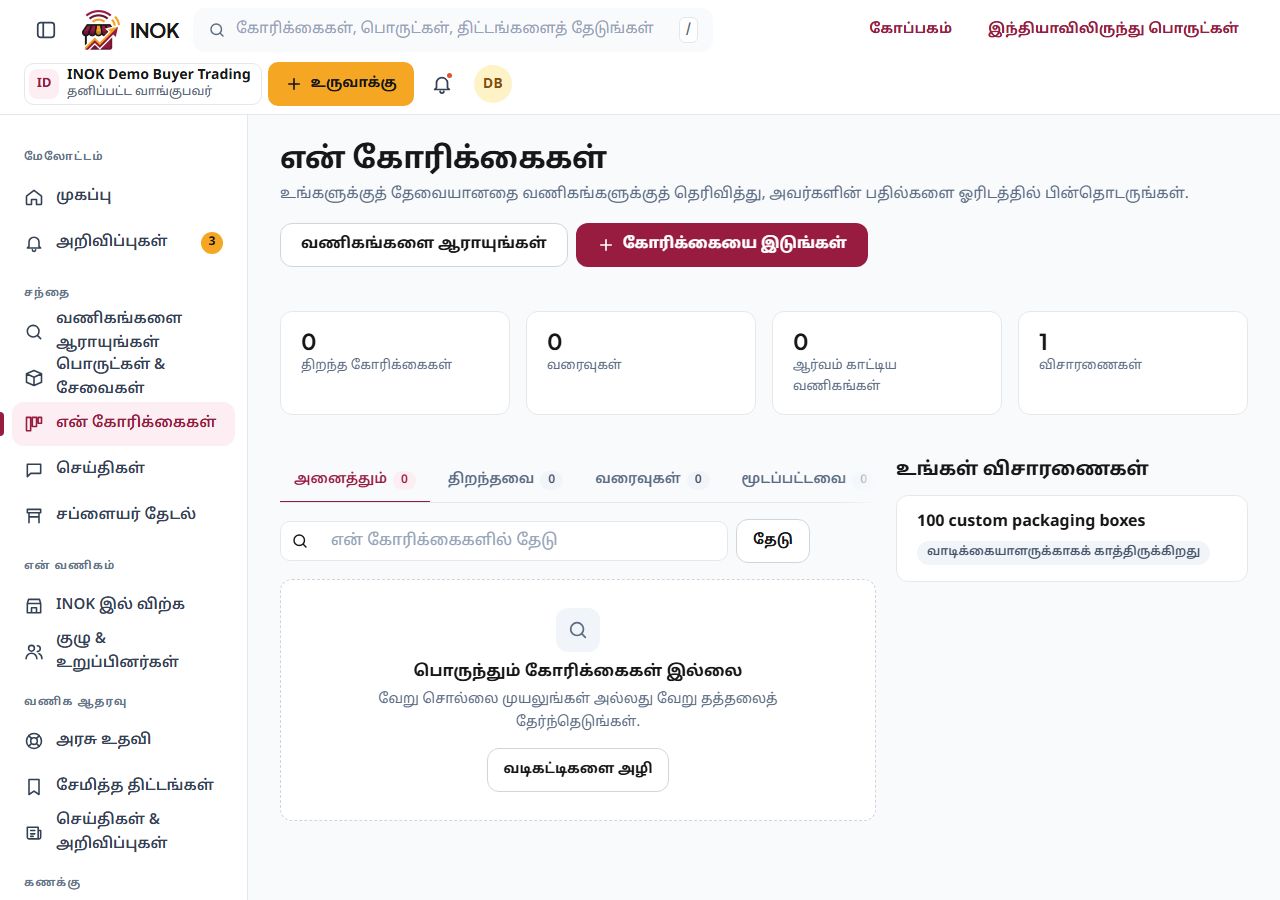 INOK
கோரிக்கைகள், பொருட்கள், திட்டங்களைத் தேடுங்கள்
/
கோப்பகம்
இந்தியாவிலிருந்து பொருட்கள்
ID
INOK Demo Buyer Trading
தனிப்பட்ட வாங்குபவர்
உருவாக்கு
DB
மேலோட்டம்
முகப்பு
அறிவிப்புகள்
3
சந்தை
வணிகங்களை
ஆராயுங்கள்
பொருட்கள் &
சேவைகள்
என் கோரிக்கைகள்
செய்திகள்
சப்ளையர் தேடல்
என் வணிகம்
INOK இல் விற்க
குழு &
உறுப்பினர்கள்
வணிக ஆதரவு
அரசு உதவி
சேமித்த திட்டங்கள்
செய்திகள் &
அறிவிப்புகள்
கணக்கு
என் கோரிக்கைகள்
உங்களுக்குத் தேவையானதை வணிகங்களுக்குத் தெரிவித்து, அவர்களின் பதில்களை ஓரிடத்தில் பின்தொடருங்கள்.
வணிகங்களை ஆராயுங்கள்
கோரிக்கையை இடுங்கள்
0
திறந்த கோரிக்கைகள்
0
வரைவுகள்
0
ஆர்வம் காட்டிய
வணிகங்கள்
1
விசாரணைகள்
அனைத்தும் 0
திறந்தவை 0
வரைவுகள் 0
மூடப்பட்டவை 0
என் கோரிக்கைகளில் தேடு
தேடு
பொருந்தும் கோரிக்கைகள் இல்லை
வேறு சொல்லை முயலுங்கள் அல்லது வேறு தத்தலைத்
தேர்ந்தெடுங்கள்.
வடிகட்டிகளை அழி
உங்கள் விசாரணைகள்
100 custom packaging boxes
வாடிக்கையாளருக்காகக் காத்திருக்கிறது